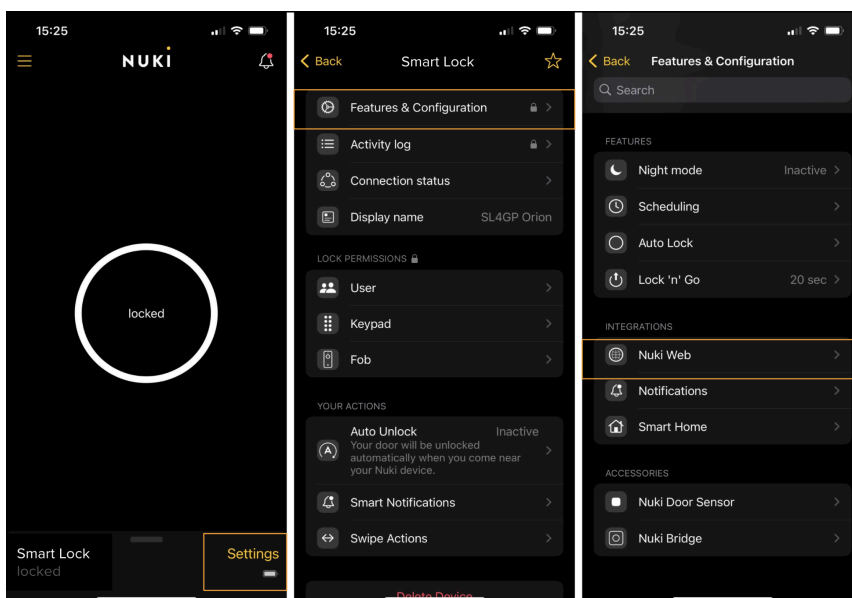 15:25
NUKI
locked
Smart Lock
locked
Settings
15:25
Back
Smart Lock
Features & Configuration
Activity log
Connection status
Display name SL4GP Orion
LOCK PERMISSIONS
User
Keypad
Fob
YOUR ACTIONS
Auto Unlock Inactive
Your door will be unlocked
automatically when you come near
your Nuki device.
Smart Notifications
Swipe Actions
Delete Device
15:25
Back
Features & Configuration
Search
FEATURES
Night mode Inactive
Scheduling
Auto Lock
Lock 'n' Go 20 sec
INTEGRATIONS
Nuki Web
Notifications
Smart Home
ACCESSORIES
Nuki Door Sensor
Nuki Bridge